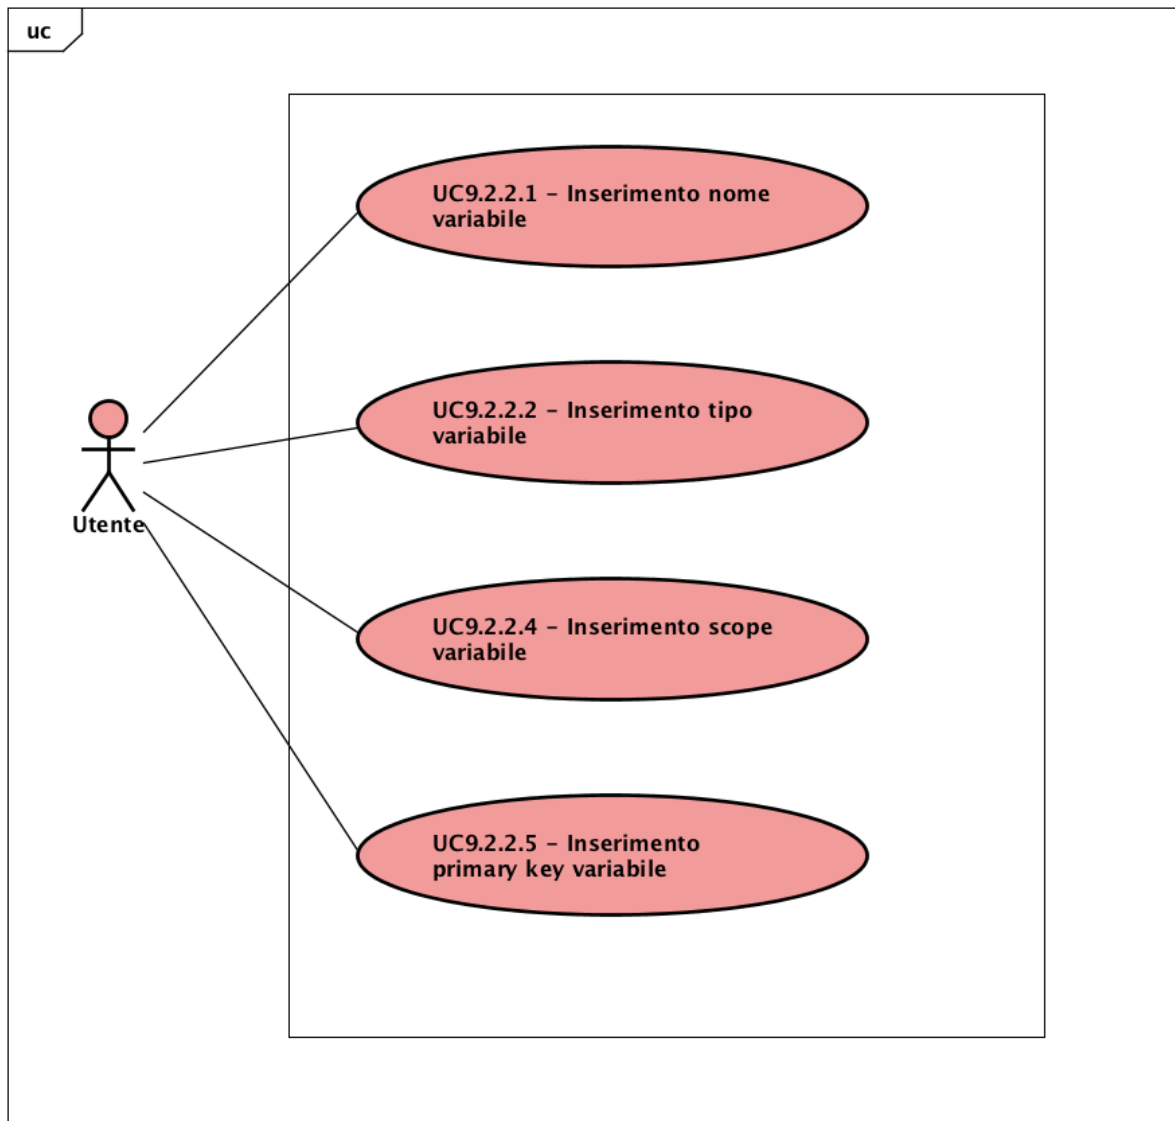 uc
UC9.2.2.1 – Inserimento nome
variabile
UC9.2.2.2 – Inserimento tipo
variabile
Utente
UC9.2.2.4 – Inserimento scope
variabile
UC9.2.2.5 – Inserimento
primary key variabile